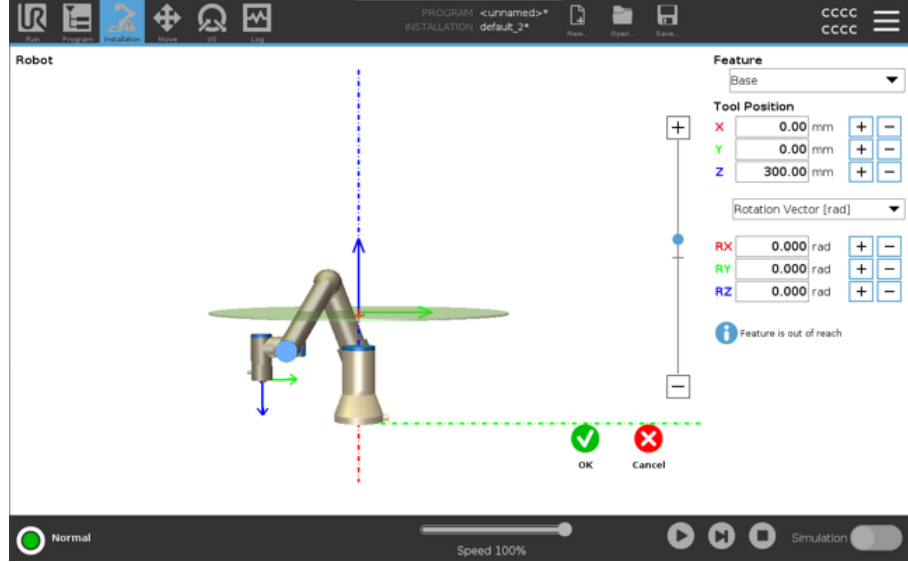 UR
Run
Program
Installation
Move
I/O
Log
PROGRAM <unnamed>*
INSTALLATION default_2*
New...
Open...
Save...
cccc
cccc
Robot
Feature
Base
Tool Position
X 0.00 mm + −
Y 0.00 mm + −
Z 300.00 mm + −
Rotation Vector [rad]
RX 0.000 rad + −
RY 0.000 rad + −
RZ 0.000 rad + −
i Feature is out of reach
+
−
OK
Cancel
Normal
Speed 100%
Simulation